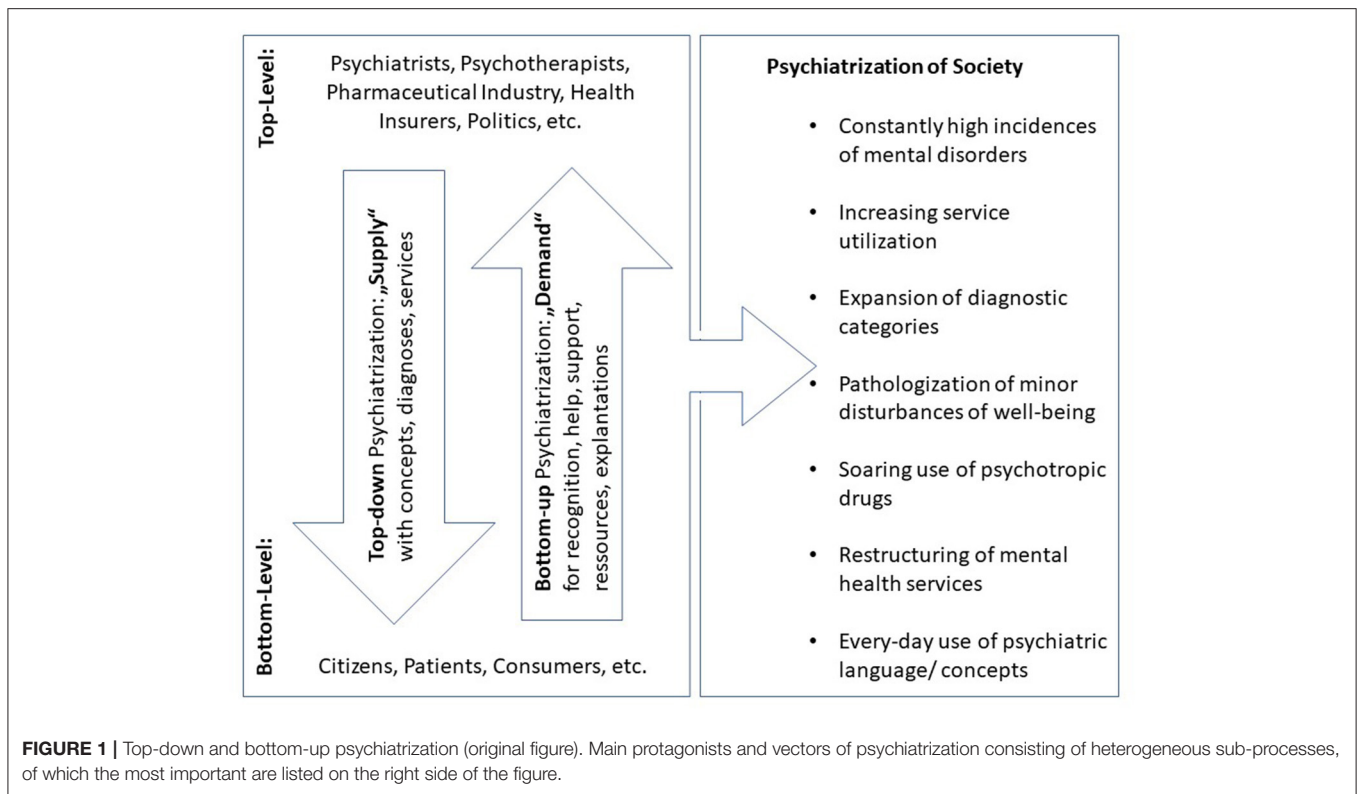 Top-Level:
Psychiatrists, Psychotherapists,
Pharmaceutical Industry, Health
Insurers, Politics, etc.
Top-down Psychiatrization: „Supply“
with concepts, diagnoses, services
Bottom-up Psychiatrization: „Demand“
for recognition, help, support,
ressources, explantations
Bottom-Level:
Citizens, Patients, Consumers, etc.
Psychiatrization of Society
• Constantly high incidences
of mental disorders
• Increasing service
utilization
• Expansion of diagnostic
categories
• Pathologization of minor
disturbances of well-being
• Soaring use of psychotropic
drugs
• Restructuring of mental
health services
• Every-day use of psychiatric
language/ concepts
FIGURE 1 | Top-down and bottom-up psychiatrization (original figure). Main protagonists and vectors of psychiatrization consisting of heterogeneous sub-processes,
of which the most important are listed on the right side of the figure.